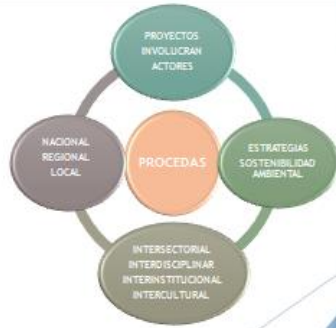 PROYECTOS
INVOLUCRAN
ACTORES
NACIONAL
REGIONAL
LOCAL
PROCEDAS
ESTRATEGIAS
SOSTENIBILIDAD
AMBIENTAL
INTERSECTORIAL
INTERDISCIPLINAR
INTERINSTITUCIONAL
INTERCULTURAL